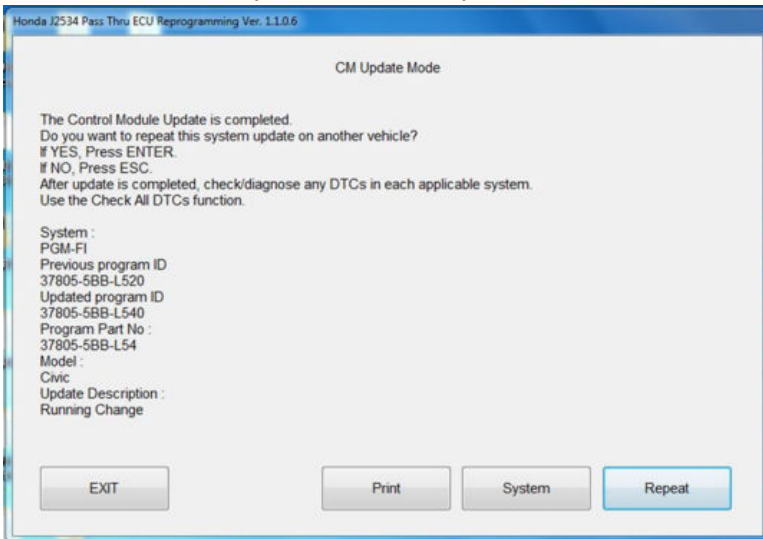 Honda J2534 Pass Thru ECU Reprogramming Ver. 1.1.0.6
CM Update Mode
The Control Module Update is completed.
Do you want to repeat this system update on another vehicle?
If YES, Press ENTER.
If NO, Press ESC.
After update is completed, check/diagnose any DTCs in each applicable system.
Use the Check All DTCs function.
System :
PGM-FI
Previous program ID
37805-5BB-L520
Updated program ID
37805-5BB-L540
Program Part No :
37805-5BB-L54
Model :
Civic
Update Description :
Running Change
EXIT
Print
System
Repeat